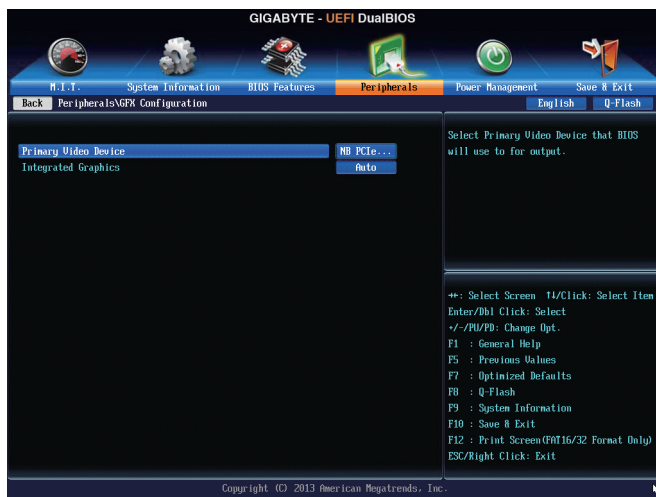 GIGABYTE - UEFI DualBIOS
M.I.T. System Information BIOS Features Peripherals Power Management Save & Exit
Back Peripherals\GFX Configuration English Q-Flash
Primary Video Device NB PCIe...
Integrated Graphics Auto
Select Primary Video Device that BIOS
will use to for output.
→←: Select Screen ↑↓/Click: Select Item
Enter/Dbl Click: Select
+/-/PU/PD: Change Opt.
F1 : General Help
F5 : Previous Values
F7 : Optimized Defaults
F8 : Q-Flash
F9 : System Information
F10 : Save & Exit
F12 : Print Screen(FAT16/32 Format Only)
ESC/Right Click: Exit
Copyright (C) 2013 American Megatrends, Inc.